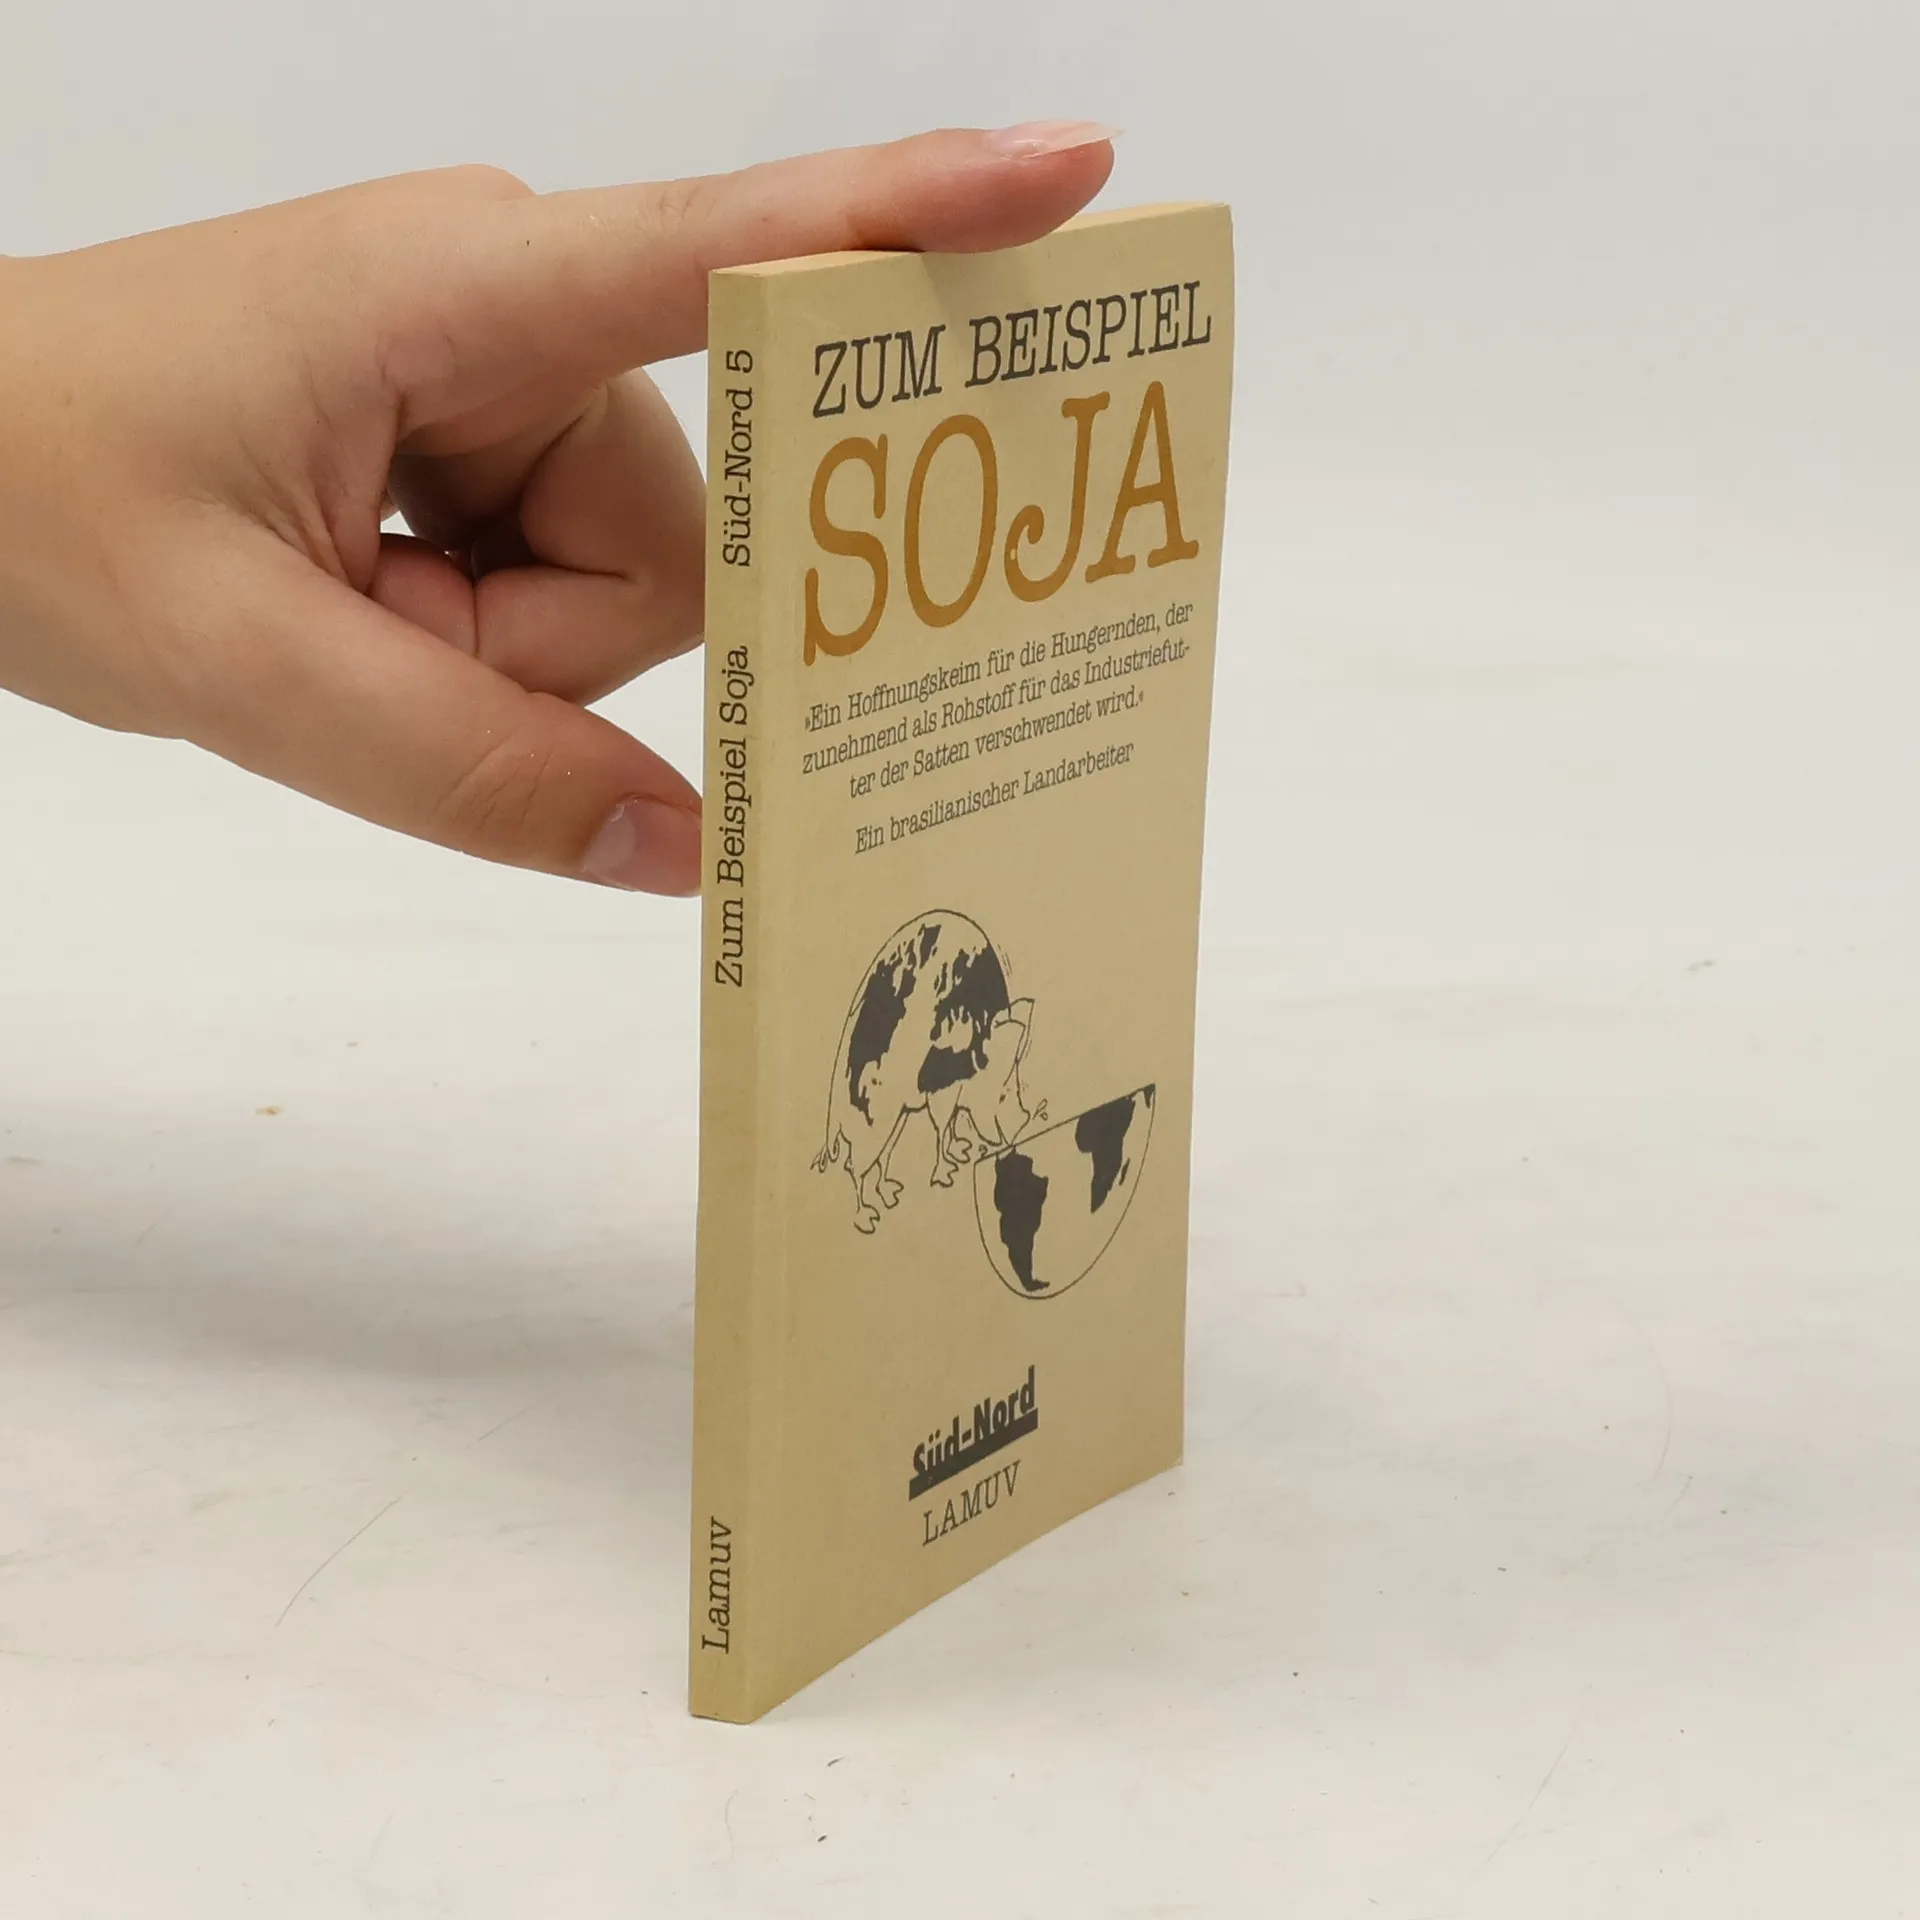 Zum Beispiel Soja Süd-Nord 5
Lamuv
ZUM BEISPIEL
SOJA
»Ein Hoffnungskeim für die Hungernden, der
zunehmend als Rohstoff für das Industriefut-
ter der Satten verschwendet wird.«
Ein brasilianischer Landarbeiter
Süd-Nord
LAMUV